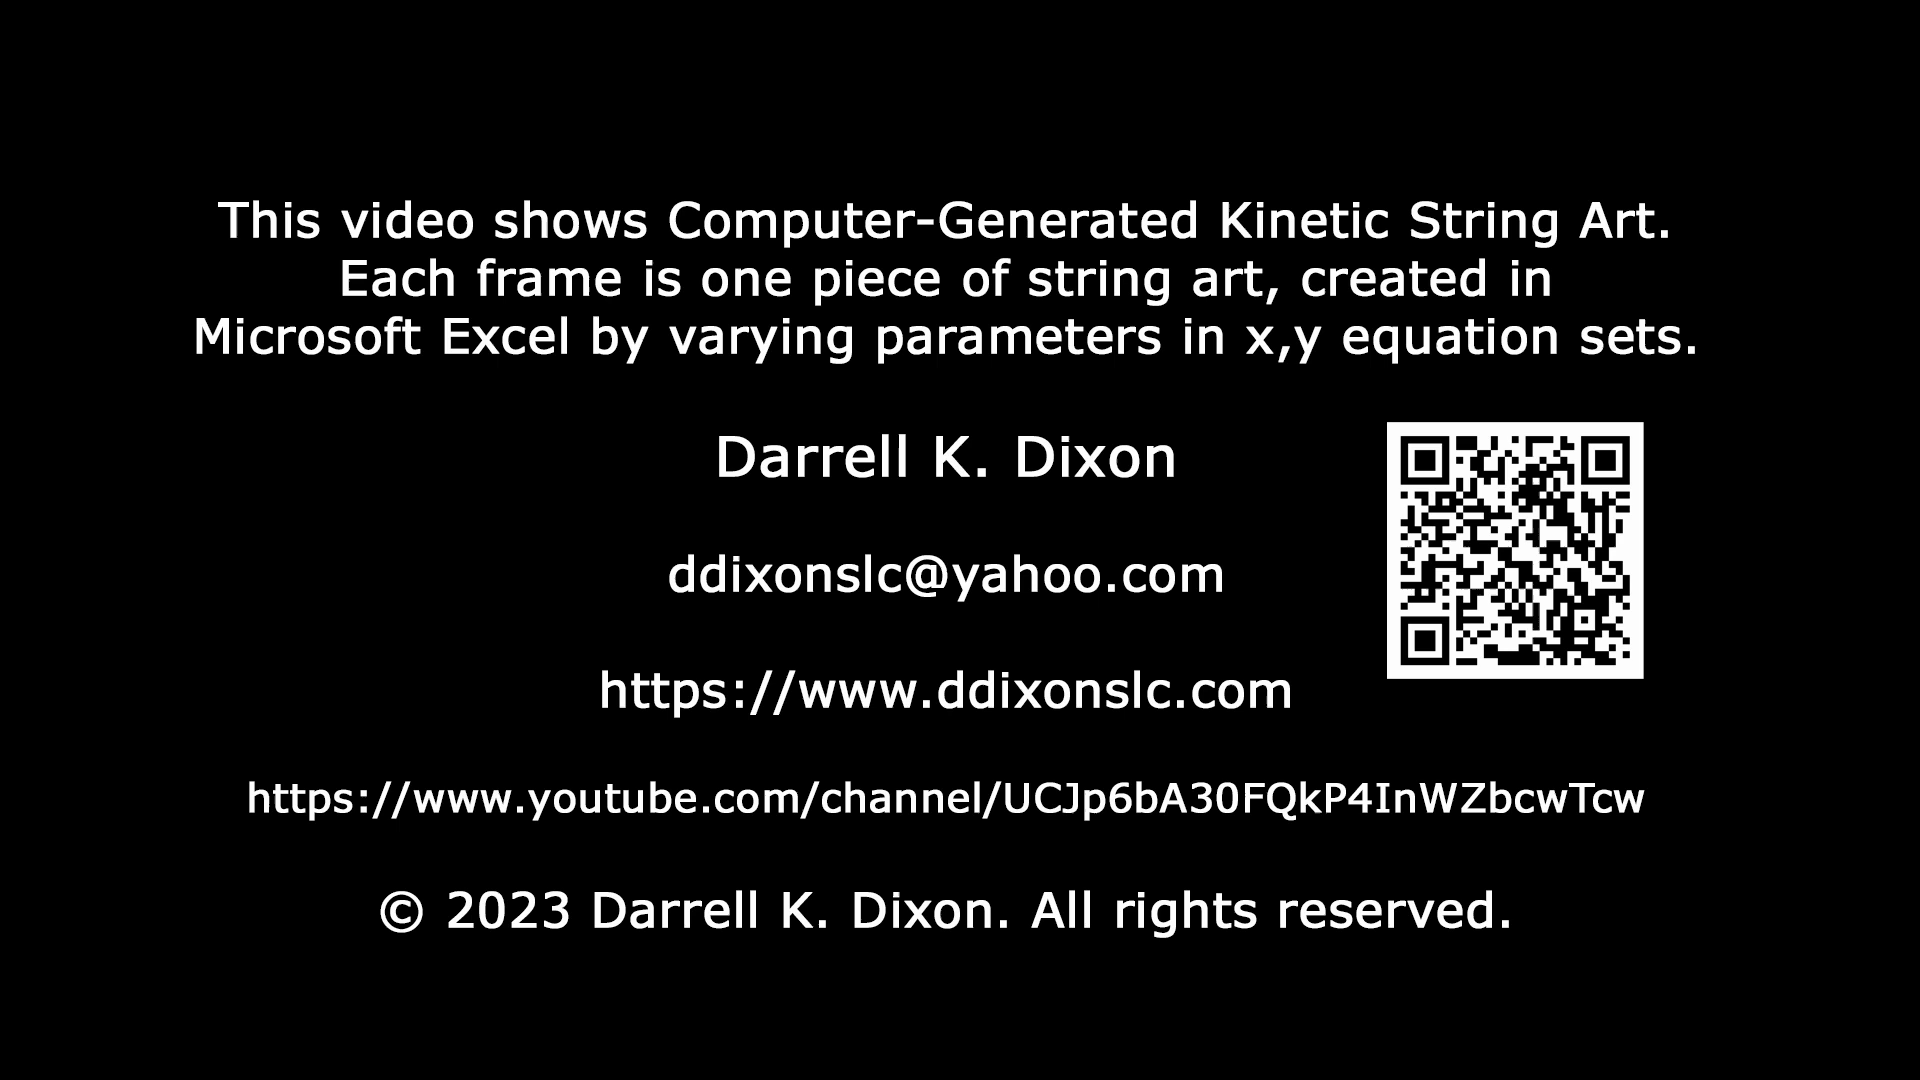 This video shows Computer-Generated Kinetic String Art.
Each frame is one piece of string art, created in
Microsoft Excel by varying parameters in x,y equation sets.
Darrell K. Dixon
ddixonslc@yahoo.com
https://www.ddixonslc.com
https://www.youtube.com/channel/UCJp6bA30FQkP4InWZbcwTcw
© 2023 Darrell K. Dixon. All rights reserved.